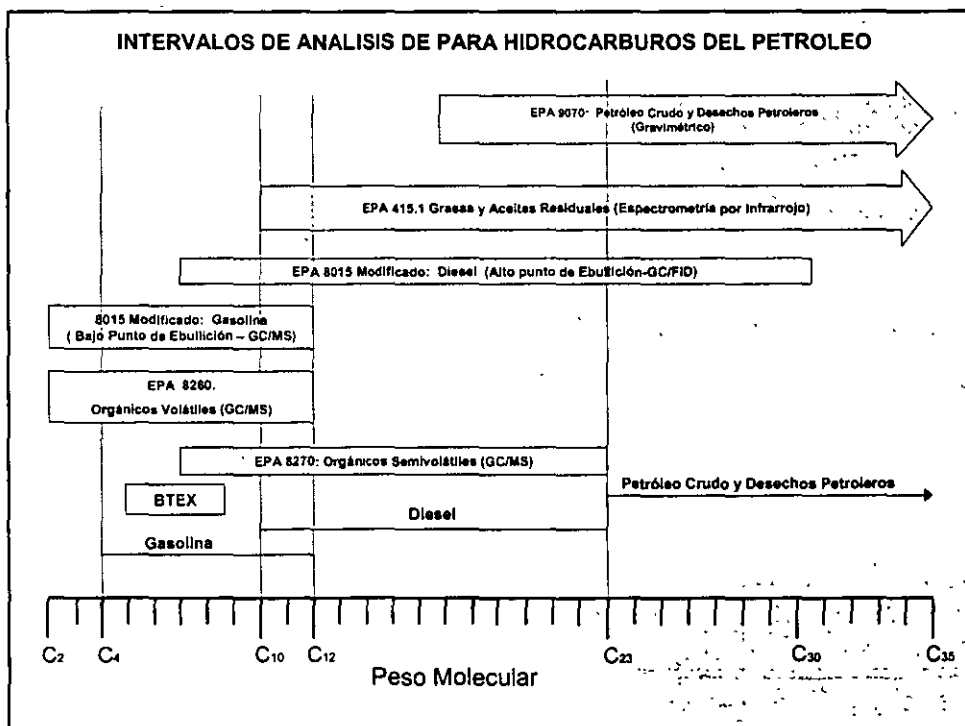 INTERVALOS DE ANALISIS DE PARA HIDROCARBUROS DEL PETROLEO
EPA 9070- Petróleo Crudo y Desechos Petroleros
(Gravimétrico)
EPA 415.1 Grasas y Aceites Residuales (Espectrometría por Infrarrojo)
EPA 8015 Modificado: Diesel (Alto punto de Ebullición-GC/FID)
8015 Modificado: Gasolina
( Bajo Punto de Ebullición – GC/MS)
EPA 8260.
Orgánicos Volátiles (GC/MS)
EPA 8270: Orgánicos Semivolátiles (GC/MS)
Petróleo Crudo y Desechos Petroleros
BTEX
Diesel
Gasolina
C2 C4 C10 C12 C23 C30 C35
Peso Molecular